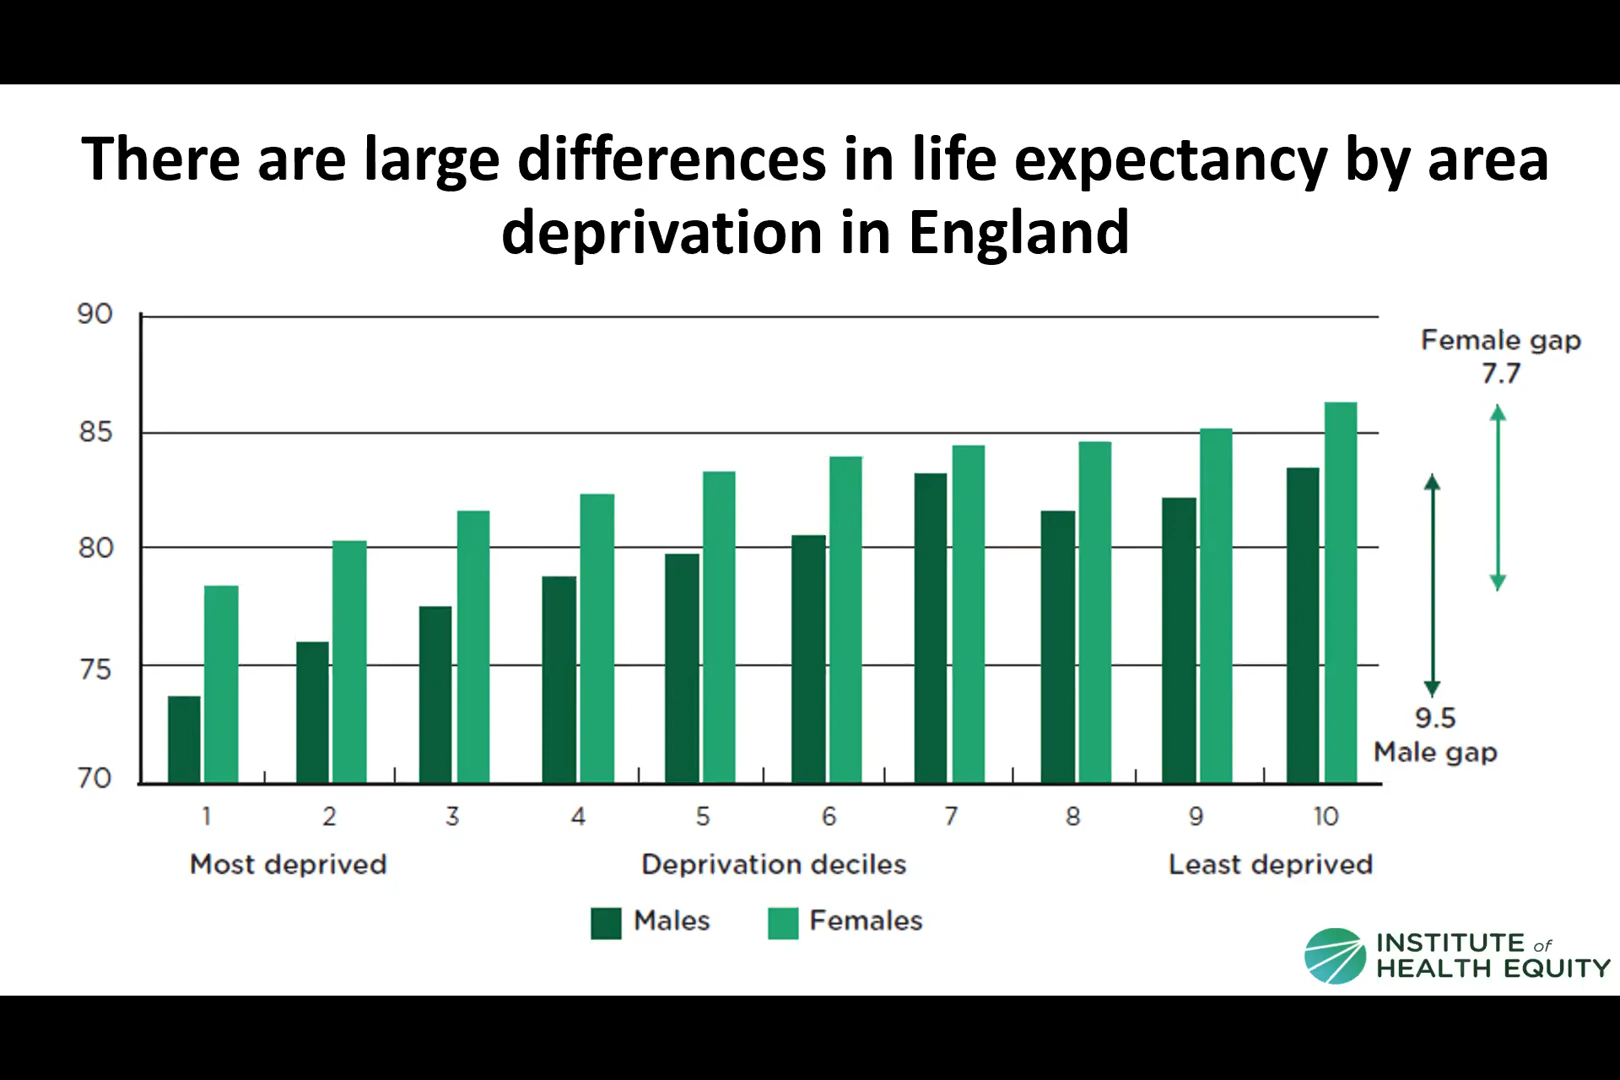 There are large differences in life expectancy by area
deprivation in England
90
85
80
75
70
Female gap
7.7
9.5
Male gap
1 2 3 4 5 6 7 8 9 10
Most deprived Deprivation deciles Least deprived
Males Females
INSTITUTE of
HEALTH EQUITY